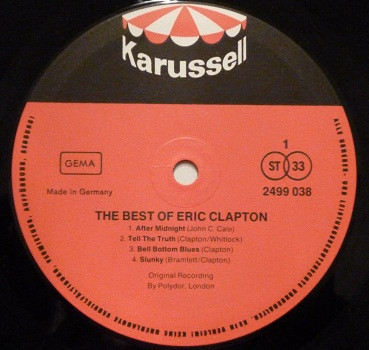 Karussell
GEMA
1
ST 33
Made in Germany
2499 038
THE BEST OF ERIC CLAPTON
1. After Midnight (John C. Cale)
2. Tell The Truth (Clapton/Whitlock)
3. Bell Bottom Blues (Clapton)
4. Slunky (Bramlett/Clapton)
Original Recording
By Polydor, London